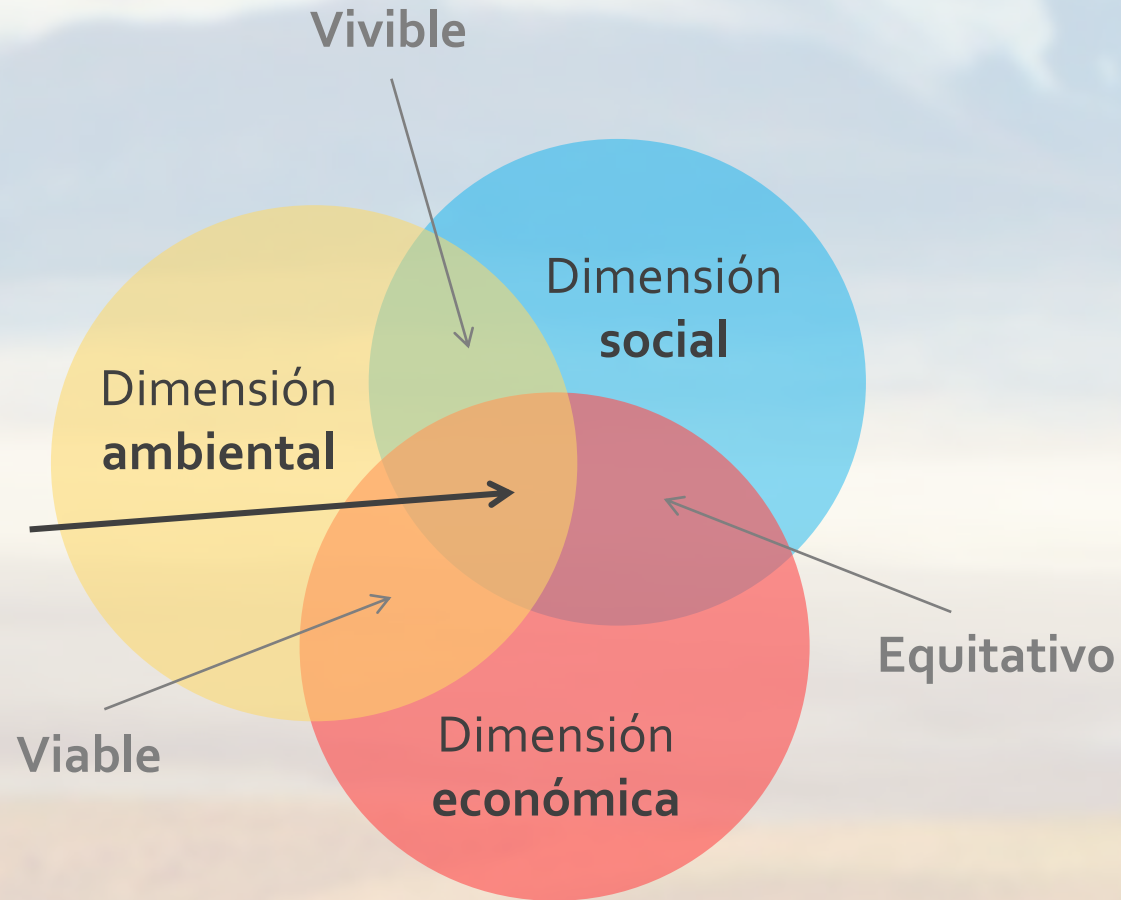 Vivible
Dimensión
social
Dimensión
ambiental
Equitativo
Viable
Dimensión
económica